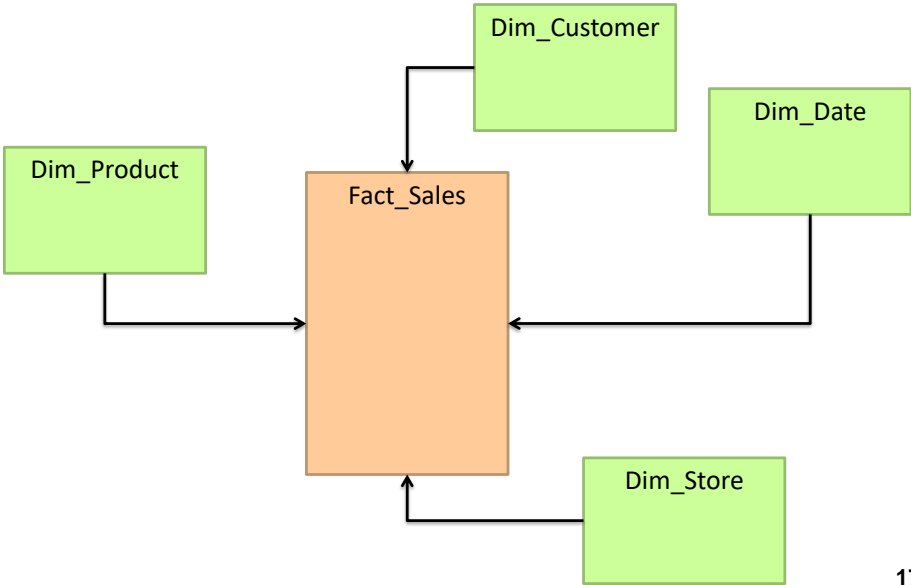 Dim_Customer
Dim_Date
Dim_Product
Fact_Sales
Dim_Store